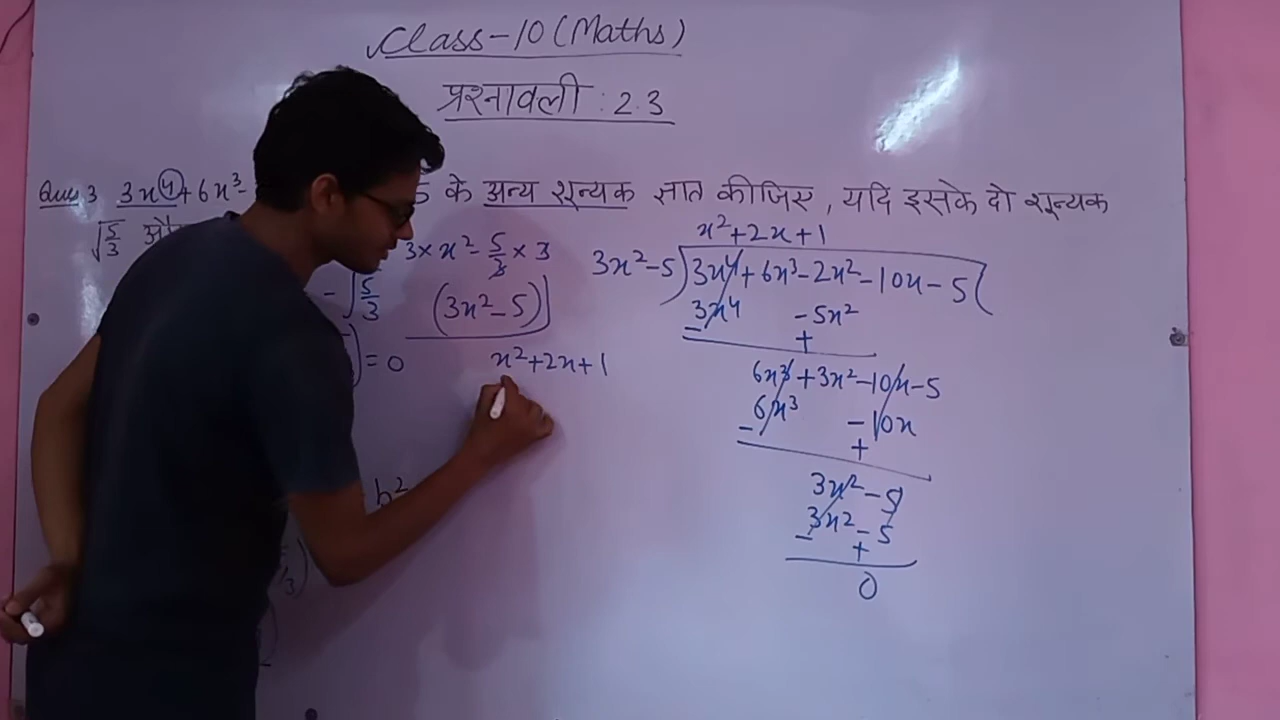 Class-10 (Maths)
प्रश्नावली : 2.3
Ques 3 3x⁴+6x³- के अन्य शून्यक ज्ञात कीजिए, यदि इसके दो शून्यक
√5/3
3 × x² - 5/3 × 3
- √5/3
(3x²-5)
= 0
x²+2x+1
b²
x²+2x+1
3x²-5) 3x⁴+6x³-2x²-10x-5 (
3x⁴ -5x²
- +
6x³+3x²-10x-5
6x³ -10x
- +
3x²-5
3x²-5
- +
0